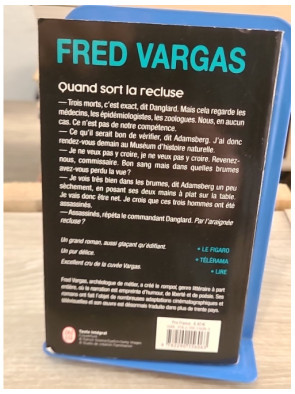 FRED VARGAS
Quand sort la recluse
— Trois morts, c'est exact, dit Danglard. Mais cela regarde les
médecins, les épidémiologistes, les zoologues. Nous, en aucun
cas. Ce n'est pas de notre compétence.
— Ce qu'il serait bon de vérifier, dit Adamsberg. J'ai donc
rendez-vous demain au Muséum d'histoire naturelle.
— Je ne veux pas y croire, je ne veux pas y croire. Revenez-
nous, commissaire. Bon sang mais dans quelles brumes
avez-vous perdu la vue ?
— Je vois très bien dans les brumes, dit Adamsberg un peu
sèchement, en posant ses deux mains à plat sur la table.
Je vais donc être net. Je crois que ces trois hommes ont été
assassinés.
— Assassinés, répéta le commandant Danglard. Par l'araignée
recluse ?
Un grand roman, aussi glaçant qu'édifiant.
• LE FIGARO
Un pur délice.
• TÉLÉRAMA
Excellent cru de la cuvée Vargas.
• LIRE
Fred Vargas, archéologue de métier, a créé le rompol, genre littéraire à part
entière, où la narration est empreinte d'humour, de liberté et de poésie. Ses
romans ont fait l'objet de nombreuses adaptations cinématographiques et
télévisuelles et son œuvre est désormais traduite dans plus de trente pays.
Texte intégral